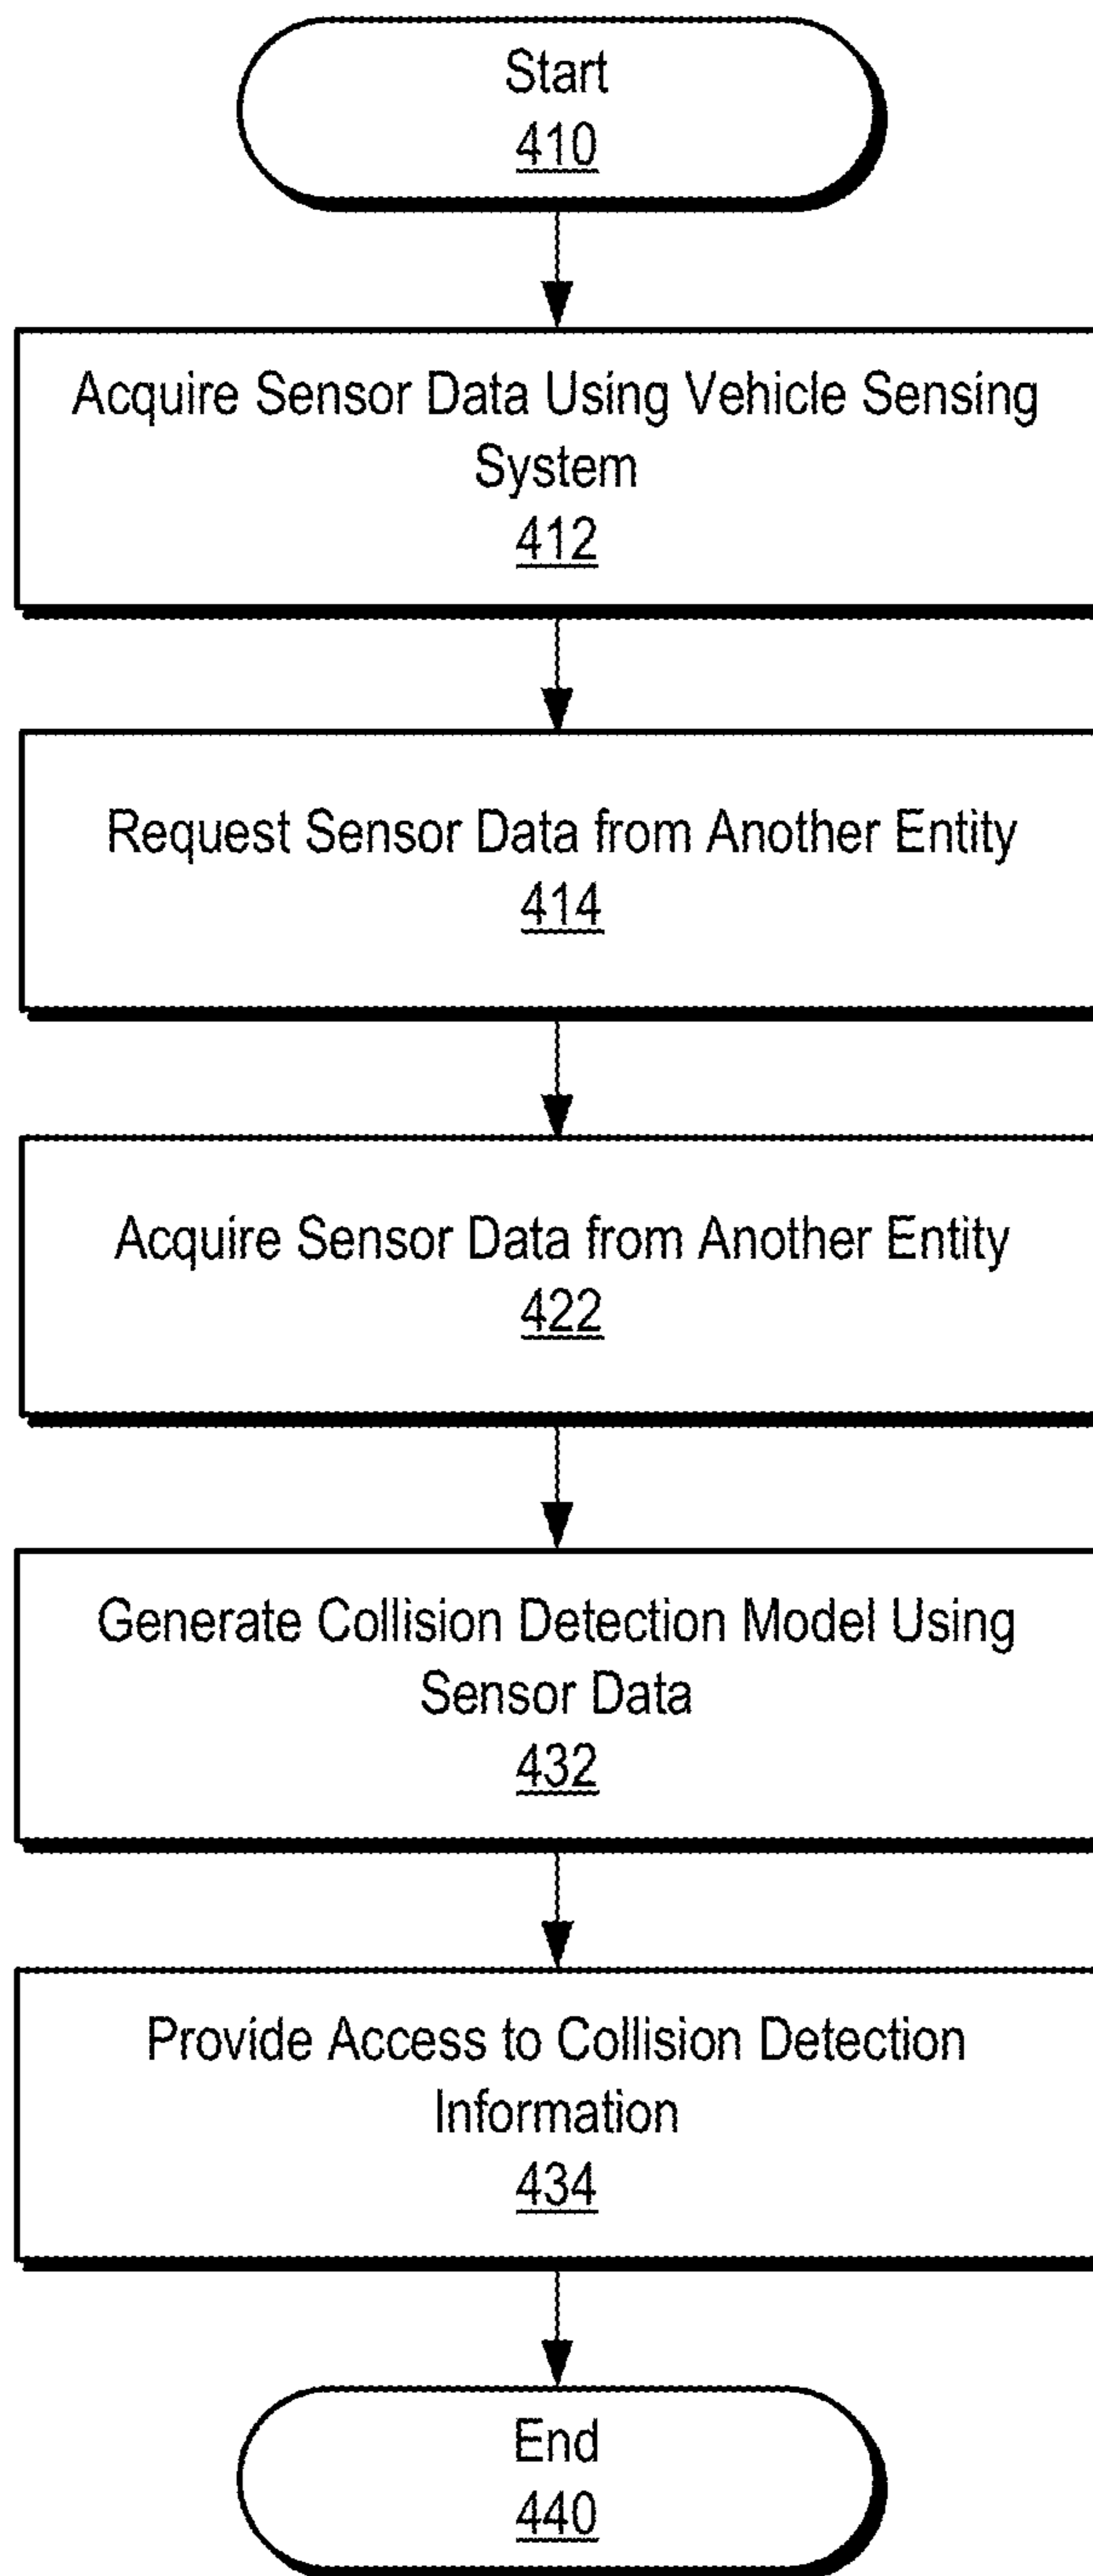 Start
410
Acquire Sensor Data Using Vehicle Sensing
System
412
Request Sensor Data from Another Entity
414
Acquire Sensor Data from Another Entity
422
Generate Collision Detection Model Using
Sensor Data
432
Provide Access to Collision Detection
Information
434
End
440